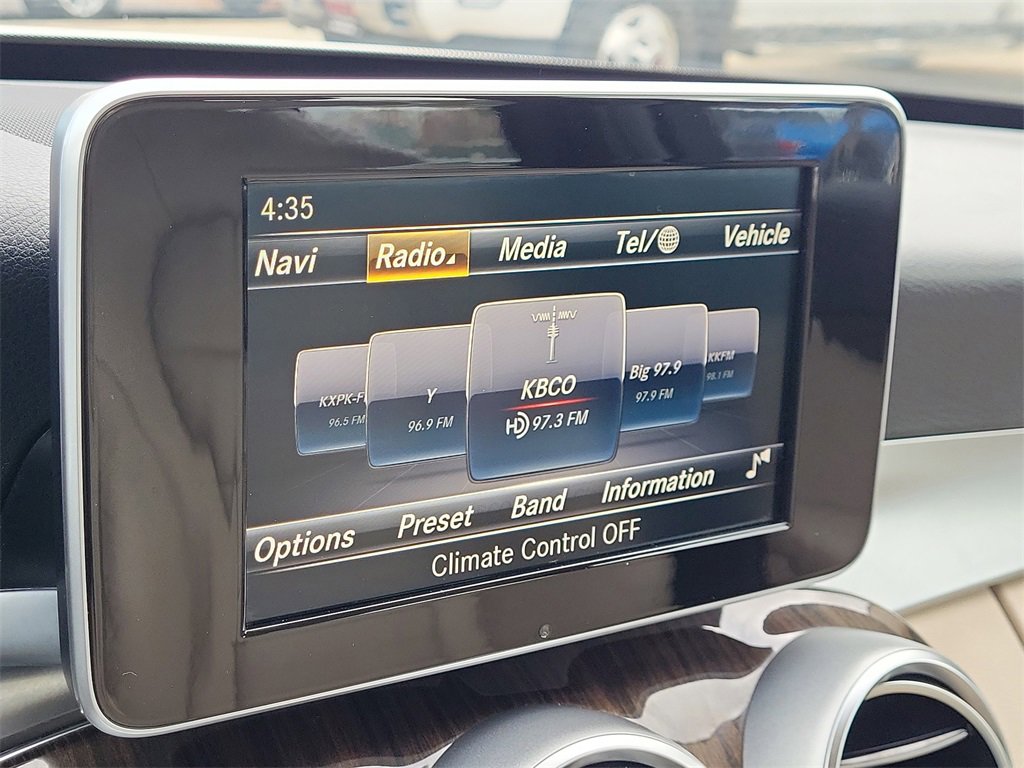 4:35
Navi Radio Media Tel/ Vehicle
KXPK-F Y KBCO Big 97.9 KKFM
96.5 FM 96.9 FM HD 97.3 FM 97.9 FM 98.1 FM
Options Preset Band Information
Climate Control OFF